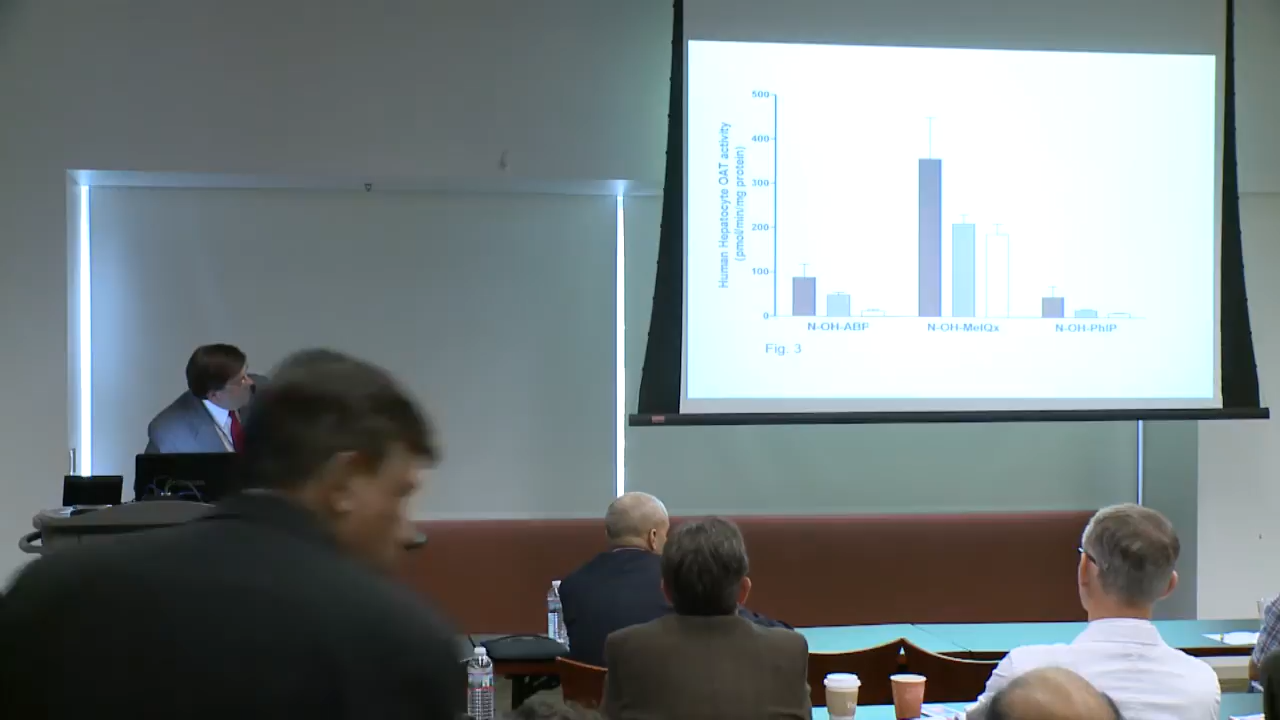 500
400
300
200
100
0
Human Hepatocyte OAT activity
(pmol/min/mg protein)
N-OH-ABP
N-OH-MeIQx
N-OH-PhIP
Fig. 3